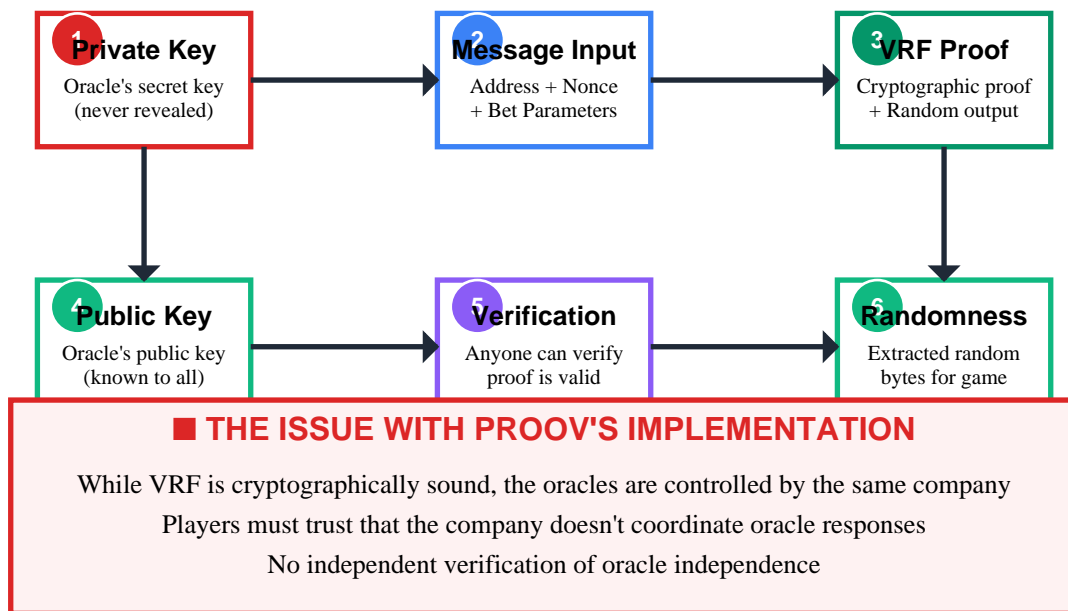 1
Private Key
Oracle's secret key
(never revealed)
2
Message Input
Address + Nonce
+ Bet Parameters
3
VRF Proof
Cryptographic proof
+ Random output
4
Public Key
Oracle's public key
(known to all)
5
Verification
Anyone can verify
proof is valid
6
Randomness
Extracted random
bytes for game
■ THE ISSUE WITH PROOV'S IMPLEMENTATION
While VRF is cryptographically sound, the oracles are controlled by the same company
Players must trust that the company doesn't coordinate oracle responses
No independent verification of oracle independence